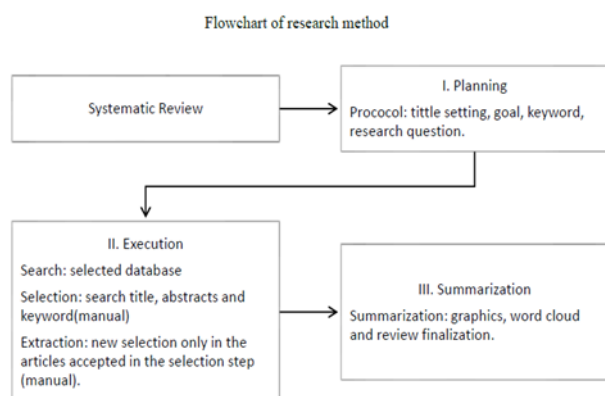 Flowchart of research method
Systematic Review
I. Planning
Prococol: tittle setting, goal, keyword,
research question.
II. Execution
Search: selected database
Selection: search title, abstracts and
keyword(manual)
Extraction: new selection only in the
articles accepted in the selection step
(manual).
III. Summarization
Summarization: graphics, word cloud
and review finalization.